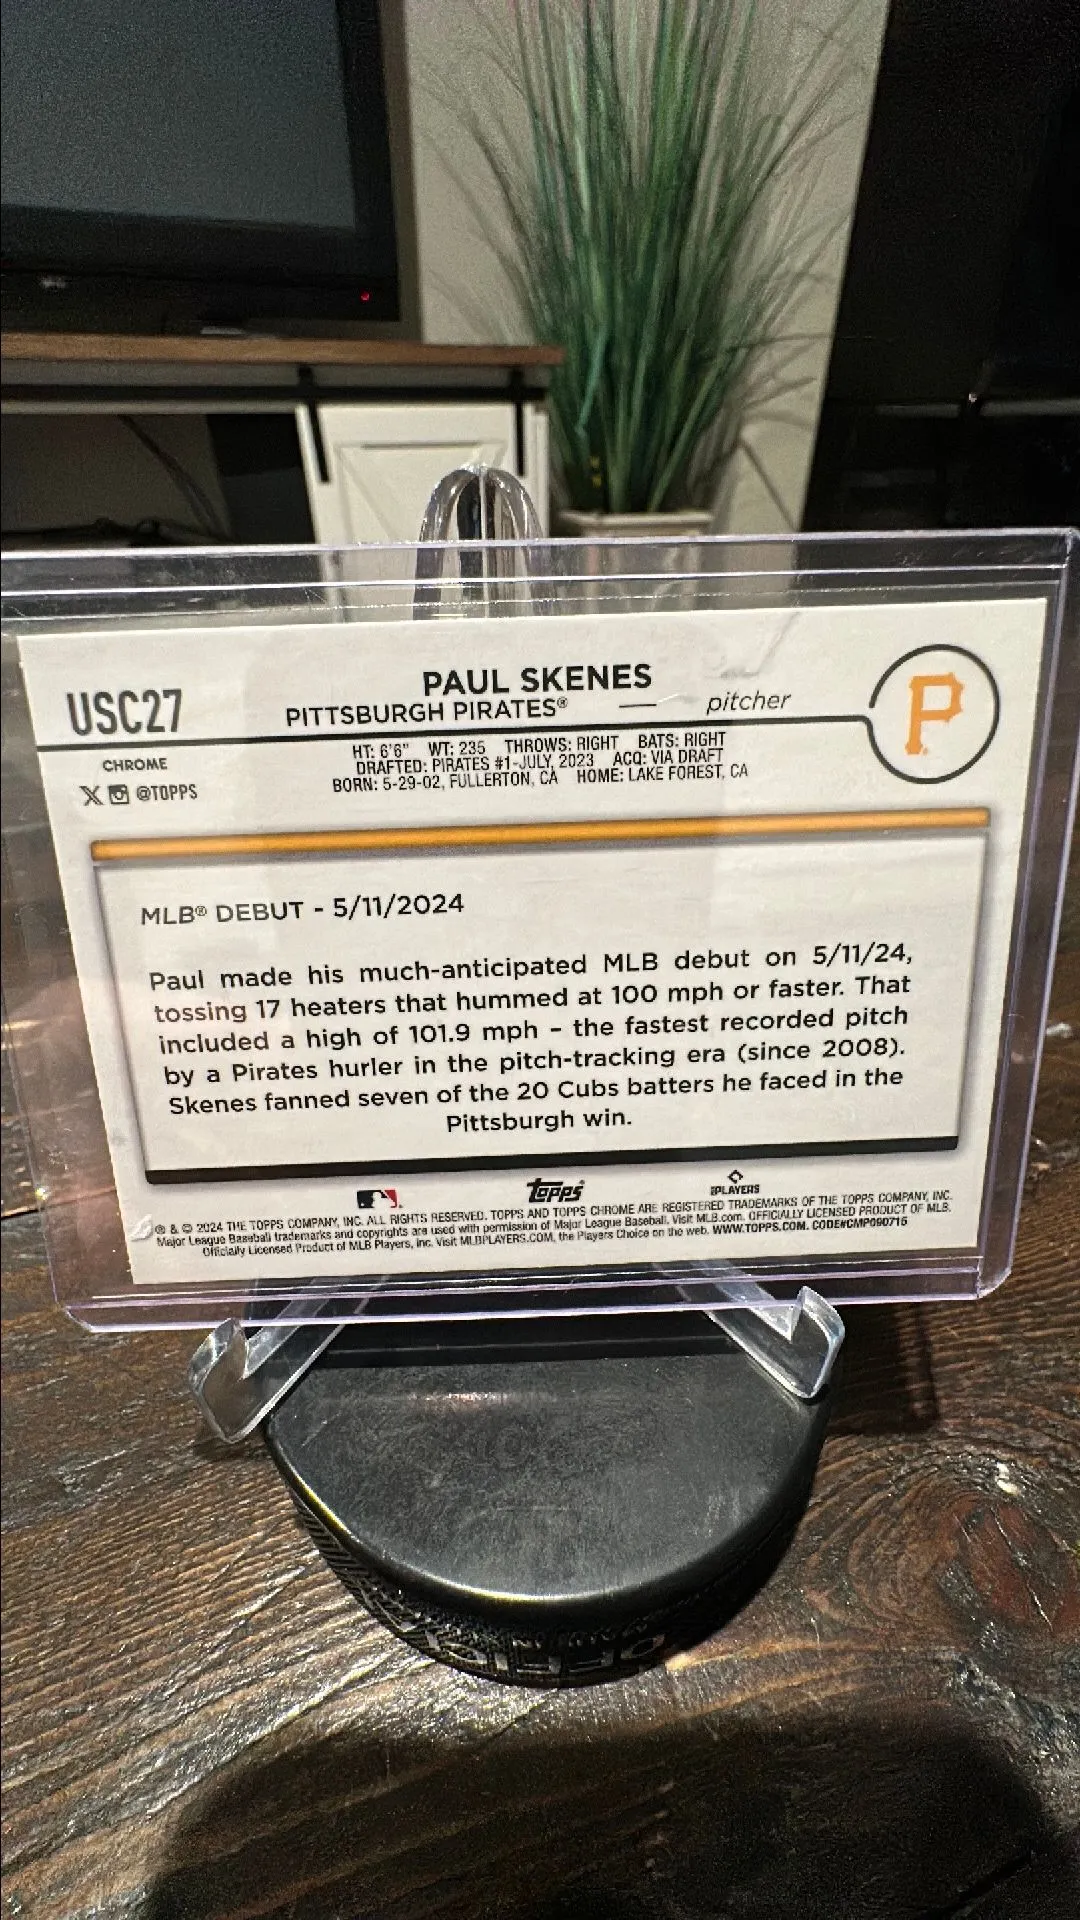 USC27
CHROME
@TOPPS
PAUL SKENES
PITTSBURGH PIRATES® — pitcher
P
HT: 6'6" WT: 235 THROWS: RIGHT BATS: RIGHT
DRAFTED: PIRATES #1-JULY, 2023 ACQ: VIA DRAFT
BORN: 5-29-02, FULLERTON, CA HOME: LAKE FOREST, CA
MLB® DEBUT - 5/11/2024
Paul made his much-anticipated MLB debut on 5/11/24,
tossing 17 heaters that hummed at 100 mph or faster. That
included a high of 101.9 mph – the fastest recorded pitch
by a Pirates hurler in the pitch-tracking era (since 2008).
Skenes fanned seven of the 20 Cubs batters he faced in the
Pittsburgh win.
Topps
PLAYERS
® & © 2024 THE TOPPS COMPANY, INC. ALL RIGHTS RESERVED. TOPPS AND TOPPS CHROME ARE REGISTERED TRADEMARKS OF THE TOPPS COMPANY, INC.
Major League Baseball trademarks and copyrights are used with permission of Major League Baseball. Visit MLB.com. OFFICIALLY LICENSED PRODUCT OF MLB.
Officially Licensed Product of MLB Players, Inc. Visit MLBPLAYERS.COM, the Players Choice on the web. WWW.TOPPS.COM. CODE#CMP090715